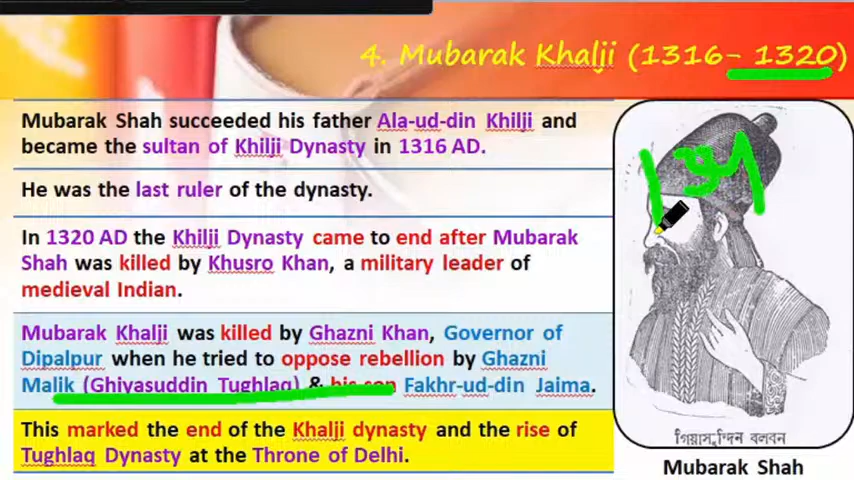 4. Mubarak Khalji (1316- 1320)
Mubarak Shah succeeded his father Ala-ud-din Khilji and
became the sultan of Khilji Dynasty in 1316 AD.
He was the last ruler of the dynasty.
In 1320 AD the Khilji Dynasty came to end after Mubarak
Shah was killed by Khusro Khan, a military leader of
medieval Indian.
Mubarak Khalji was killed by Ghazni Khan, Governor of
Dipalpur when he tried to oppose rebellion by Ghazni
Malik (Ghiyasuddin Tughlaq) & his son Fakhr-ud-din Jaima.
This marked the end of the Khalji dynasty and the rise of
Tughlaq Dynasty at the Throne of Delhi.
গিয়াসুদ্দিন বলবন
Mubarak Shah